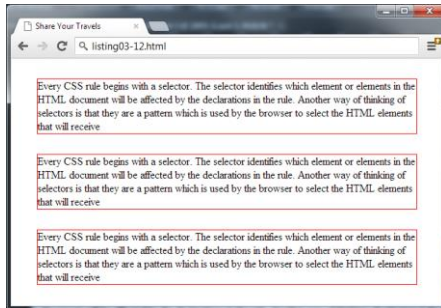 Share Your Travels
listing03-12.html
Every CSS rule begins with a selector. The selector identifies which element or elements in the
HTML document will be affected by the declarations in the rule. Another way of thinking of
selectors is that they are a pattern which is used by the browser to select the HTML elements
that will receive
Every CSS rule begins with a selector. The selector identifies which element or elements in the
HTML document will be affected by the declarations in the rule. Another way of thinking of
selectors is that they are a pattern which is used by the browser to select the HTML elements
that will receive
Every CSS rule begins with a selector. The selector identifies which element or elements in the
HTML document will be affected by the declarations in the rule. Another way of thinking of
selectors is that they are a pattern which is used by the browser to select the HTML elements
that will receive